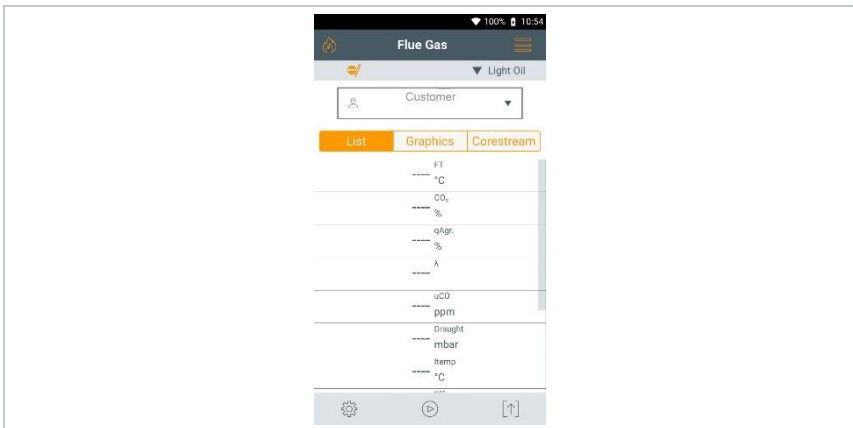 100% 10:54
Flue Gas
Light Oil
Customer
List Graphics Corestream
FT
---- °C
CO₂
---- %
qAgr.
---- %
λ
----
uCO
---- ppm
Draught
---- mbar
Itemp
---- °C